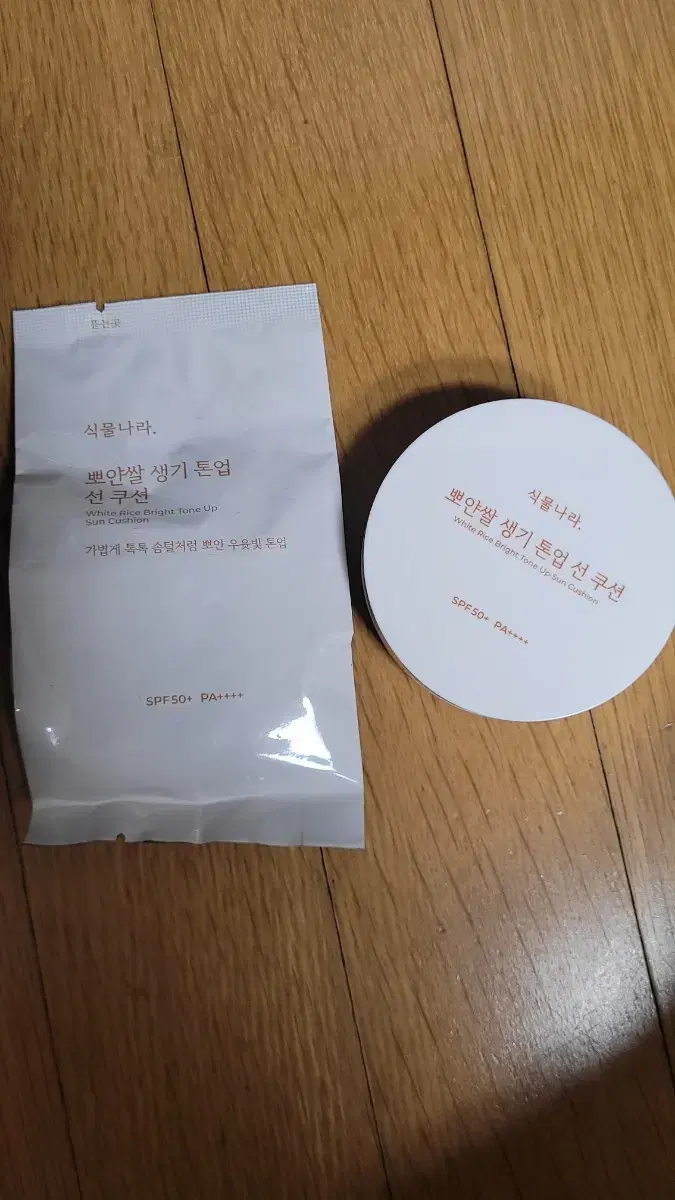 뜯는곳
식물나라.
뽀얀쌀 생기 톤업
선 쿠션
White Rice Bright Tone Up
Sun Cushion
가볍게 톡톡 솜털처럼 뽀얀 우윳빛 톤업
SPF50+ PA++++
식물나라.
뽀얀쌀 생기 톤업 선 쿠션
White Rice Bright Tone Up Sun Cushion
SPF50+ PA++++